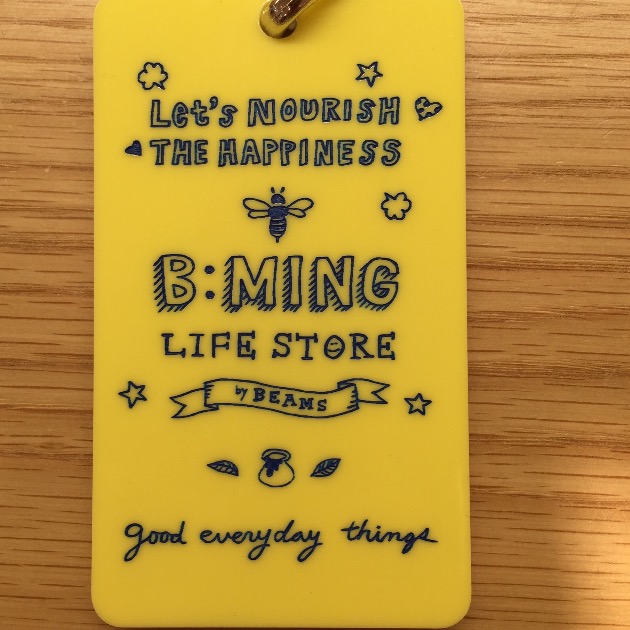 Let's NOURISH
THE HAPPINESS
B:MING
LIFE STORE
by BEAMS
good everyday things